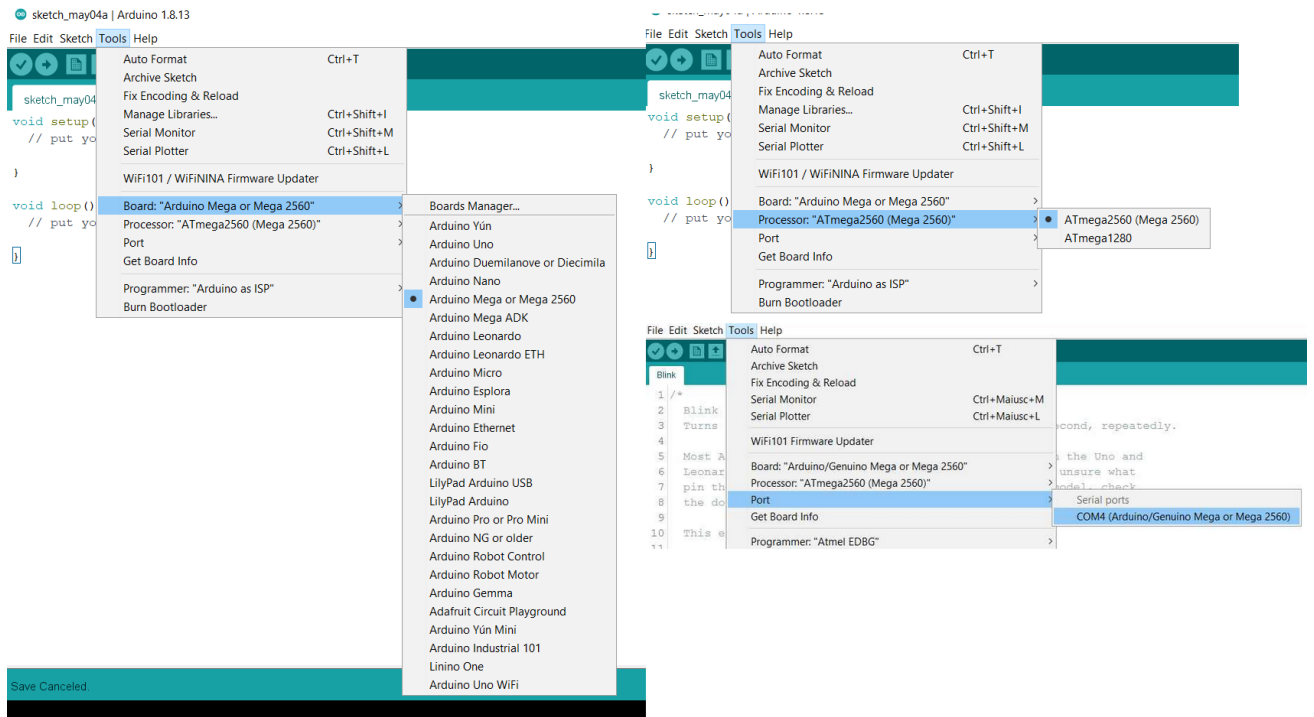 sketch_may04a | Arduino 1.8.13
File Edit Sketch Tools Help
Auto Format Ctrl+T
Archive Sketch
sketch_may04
Fix Encoding & Reload
void setup(
Manage Libraries... Ctrl+Shift+I
// put yo
Serial Monitor Ctrl+Shift+M
Serial Plotter Ctrl+Shift+L
}
WiFi101 / WiFiNINA Firmware Updater
void loop()
Board: "Arduino Mega or Mega 2560"
// put yo
Processor: "ATmega2560 (Mega 2560)"
Port
}
Get Board Info
Programmer: "Arduino as ISP"
Burn Bootloader
Boards Manager...
Arduino Yún
Arduino Uno
Arduino Duemilanove or Diecimila
Arduino Nano
Arduino Mega or Mega 2560
Arduino Mega ADK
Arduino Leonardo
Arduino Leonardo ETH
Arduino Micro
Arduino Esplora
Arduino Mini
Arduino Ethernet
Arduino Fio
Arduino BT
LilyPad Arduino USB
LilyPad Arduino
Arduino Pro or Pro Mini
Arduino NG or older
Arduino Robot Control
Arduino Robot Motor
Arduino Gemma
Adafruit Circuit Playground
Arduino Yún Mini
Arduino Industrial 101
Linino One
Arduino Uno WiFi
Save Canceled.
File Edit Sketch Tools Help
Auto Format Ctrl+T
Archive Sketch
sketch_may04
Fix Encoding & Reload
void setup(
Manage Libraries... Ctrl+Shift+I
// put yo
Serial Monitor Ctrl+Shift+M
Serial Plotter Ctrl+Shift+L
}
WiFi101 / WiFiNINA Firmware Updater
void loop()
Board: "Arduino Mega or Mega 2560"
// put yo
Processor: "ATmega2560 (Mega 2560)"
Port
}
Get Board Info
Programmer: "Arduino as ISP"
Burn Bootloader
ATmega2560 (Mega 2560)
ATmega1280
File Edit Sketch Tools Help
Auto Format Ctrl+T
Archive Sketch
Blink
Fix Encoding & Reload
1 /*
Serial Monitor Ctrl+Maiusc+M
2 Blink
Serial Plotter Ctrl+Maiusc+L
3 Turns econd, repeatedly.
4
WiFi101 Firmware Updater
5 Most A the Uno and
Board: "Arduino/Genuino Mega or Mega 2560"
6 Leonar unsure what
Processor: "ATmega2560 (Mega 2560)"
7 pin th model, check
Port
8 the do
Serial ports
9
Get Board Info
COM4 (Arduino/Genuino Mega or Mega 2560)
10 This e
Programmer: "Atmel EDBG"